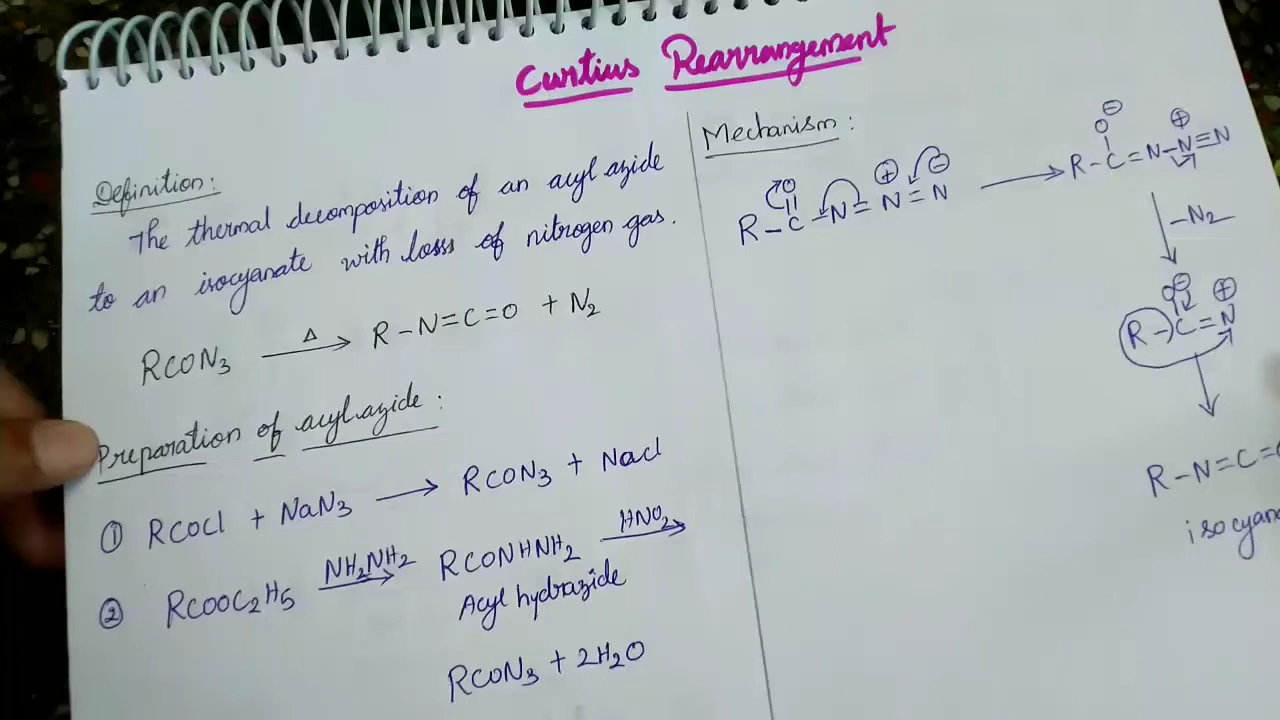 Curtius Rearrangement
Definition:
The thermal decomposition of an acyl azide
to an isocyanate with loss of nitrogen gas.
RCON₃ —Δ→ R-N=C=O + N₂
Preparation of acyl azide:
① RCOCl + NaN₃ → RCON₃ + NaCl
② RCOOC₂H₅ —NH₂NH₂→ RCONHNH₂ —HNO₂→
Acyl hydrazide
RCON₃ + 2H₂O
Mechanism:
O ⊕ ⊖
R-C-N=N=N →
O⊖ ⊕
R-C=N-N≡N
-N₂
O⊖ ⊕
R-C=N
R-N=C=O